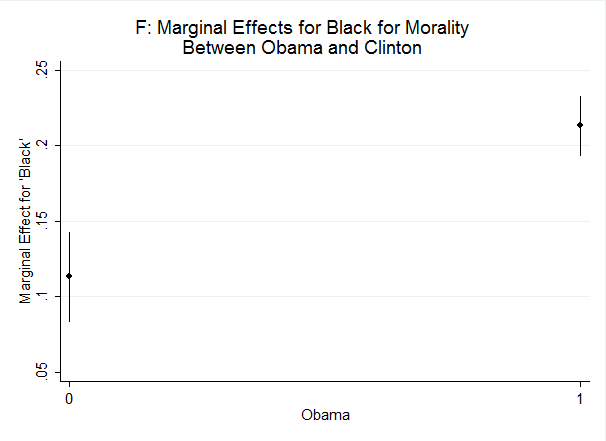 F: Marginal Effects for Black for Morality
Between Obama and Clinton
Marginal Effect for 'Black'
.25
.2
.15
.1
.05
0
1
Obama